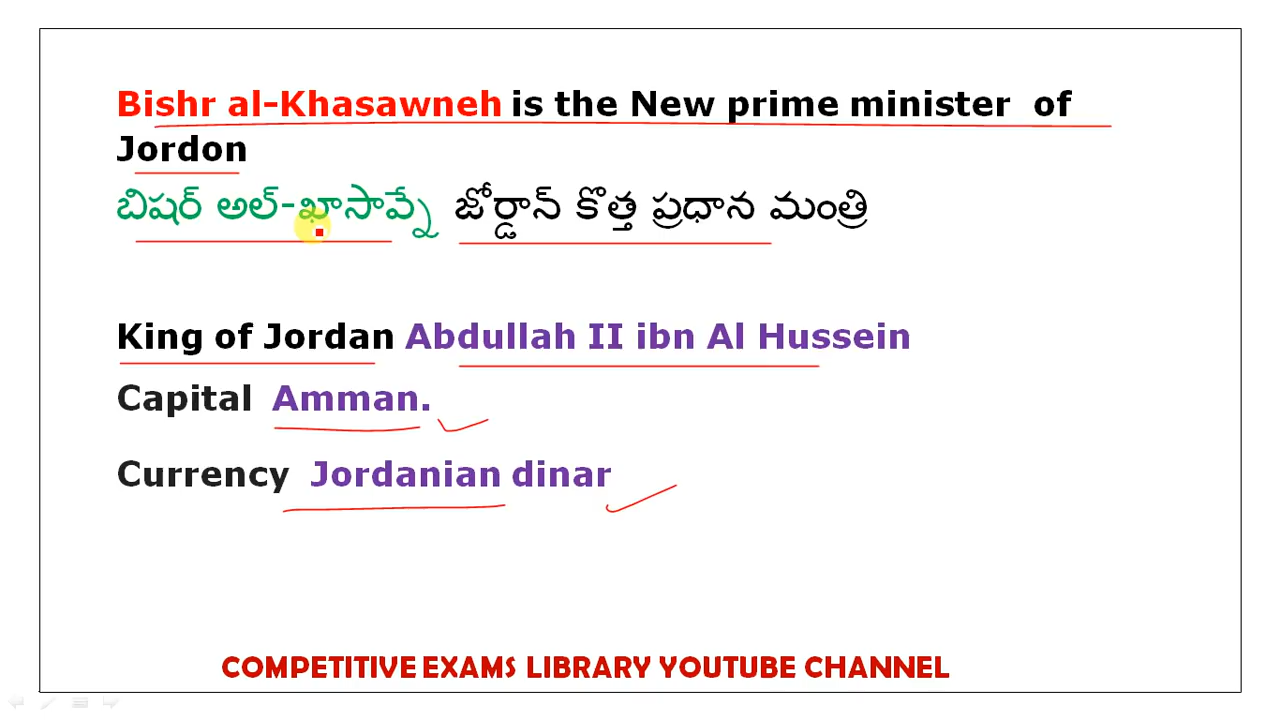 Bishr al-Khasawneh is the New prime minister of
Jordon
బిషర్ అల్-ఖాసావ్నే జోర్డాన్ కొత్త ప్రధాన మంత్రి
King of Jordan Abdullah II ibn Al Hussein
Capital Amman.
Currency Jordanian dinar
COMPETITIVE EXAMS LIBRARY YOUTUBE CHANNEL